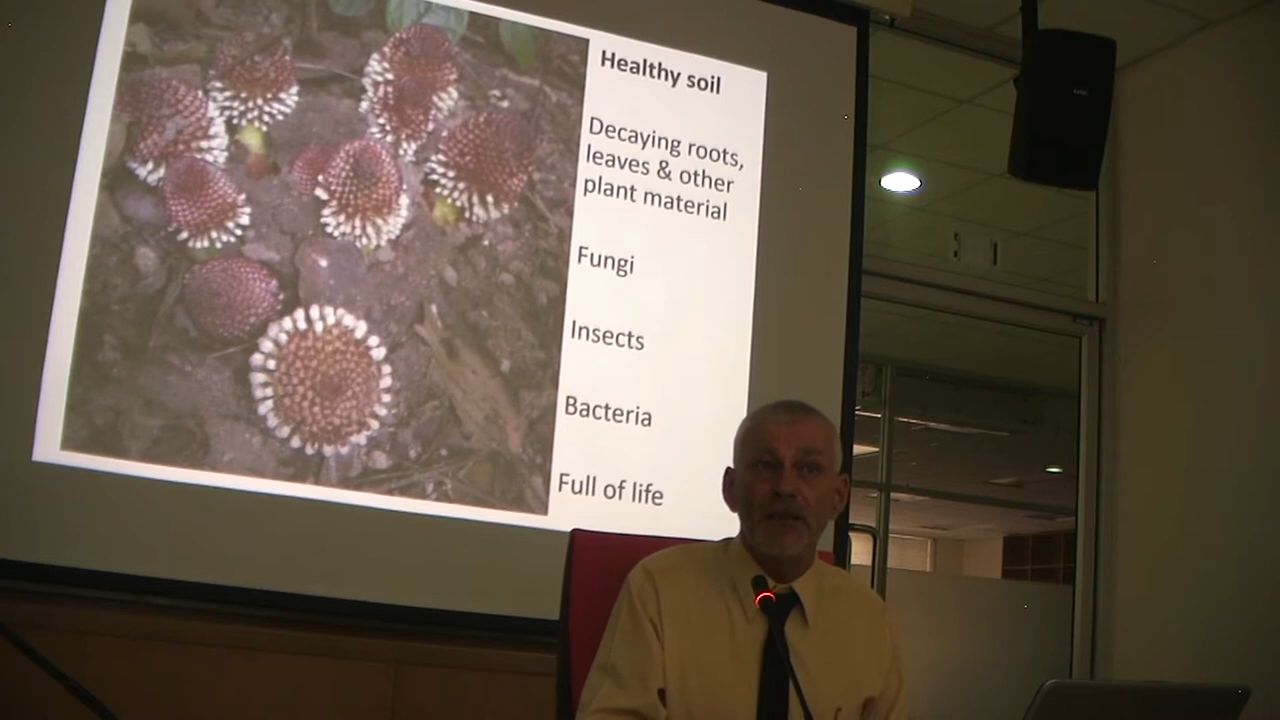 Healthy soil
Decaying roots,
leaves & other
plant material
Fungi
Insects
Bacteria
Full of life